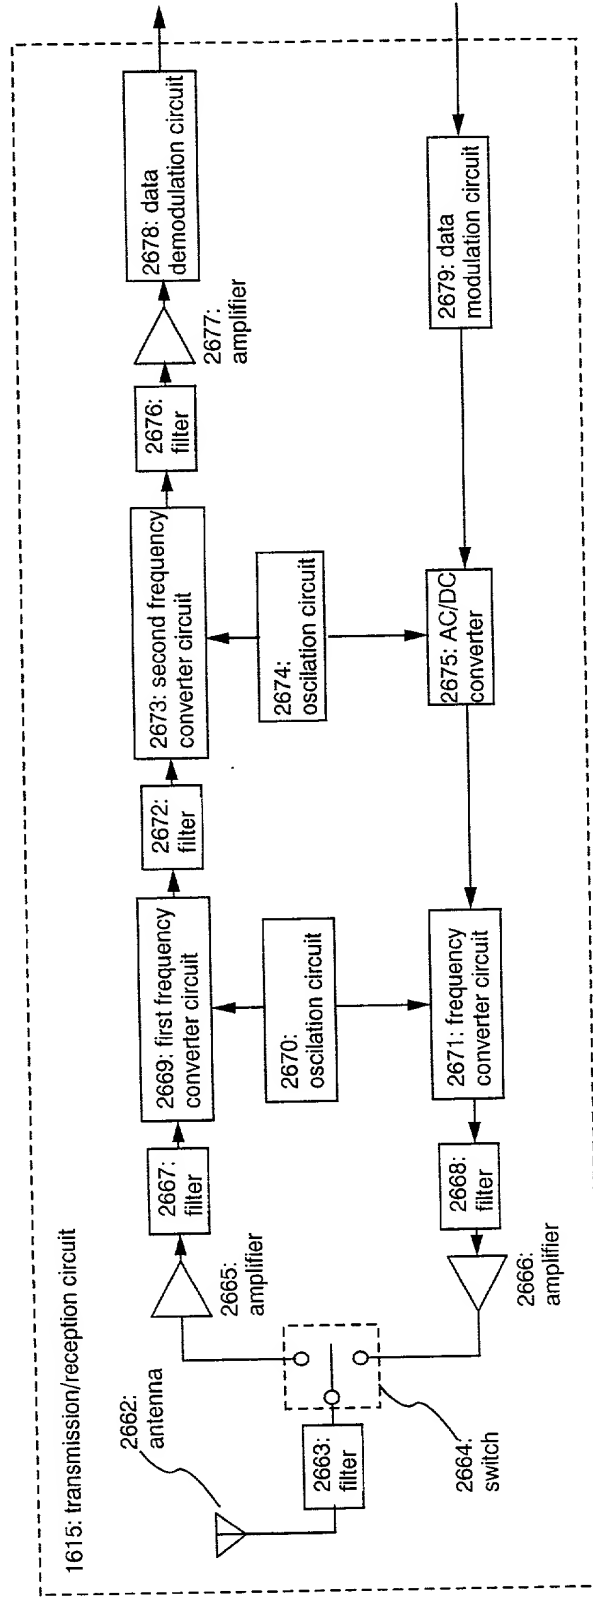 1615: transmission/reception circuit
2662:
antenna
2663:
filter
2664:
switch
2665:
amplifier
2667:
filter
2669: first frequency
converter circuit
2672:
filter
2673: second frequency
converter circuit
2676:
filter
2677:
amplifier
2678: data
demodulation circuit
2670:
oscilation circuit
2674:
oscilation circuit
2666:
amplifier
2668:
filter
2671: frequency
converter circuit
2675: AC/DC
converter
2679: data
modulation circuit